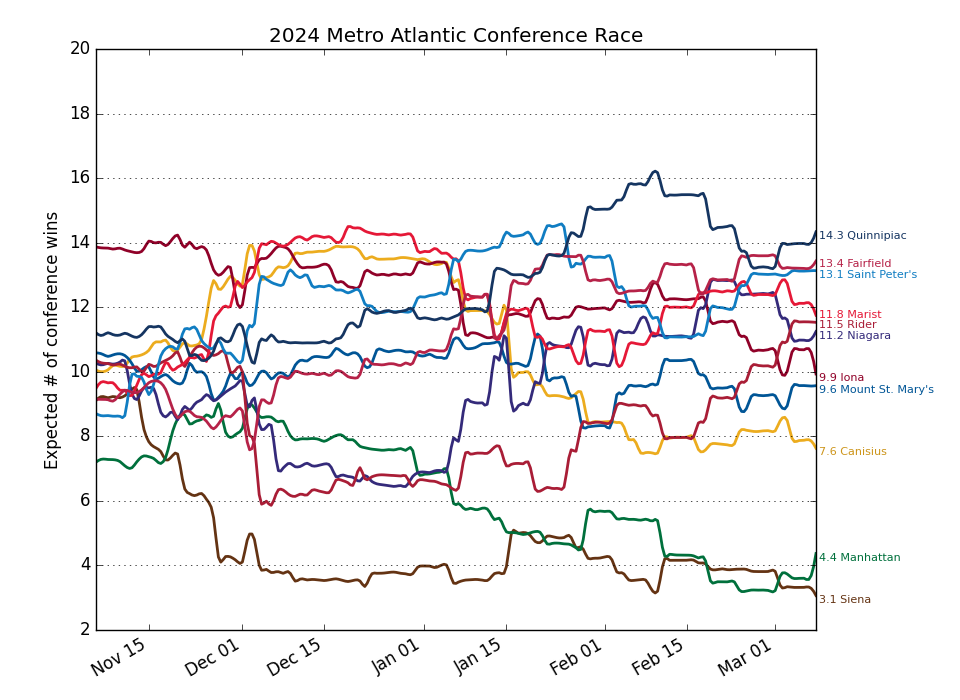 2024 Metro Atlantic Conference Race
Expected # of conference wins
20
18
16
14
12
10
8
6
4
2
Nov 15
Dec 01
Dec 15
Jan 01
Jan 15
Feb 01
Feb 15
Mar 01
14.3 Quinnipiac
13.4 Fairfield
13.1 Saint Peter's
11.8 Marist
11.5 Rider
11.2 Niagara
9.9 Iona
9.6 Mount St. Mary's
7.6 Canisius
4.4 Manhattan
3.1 Siena